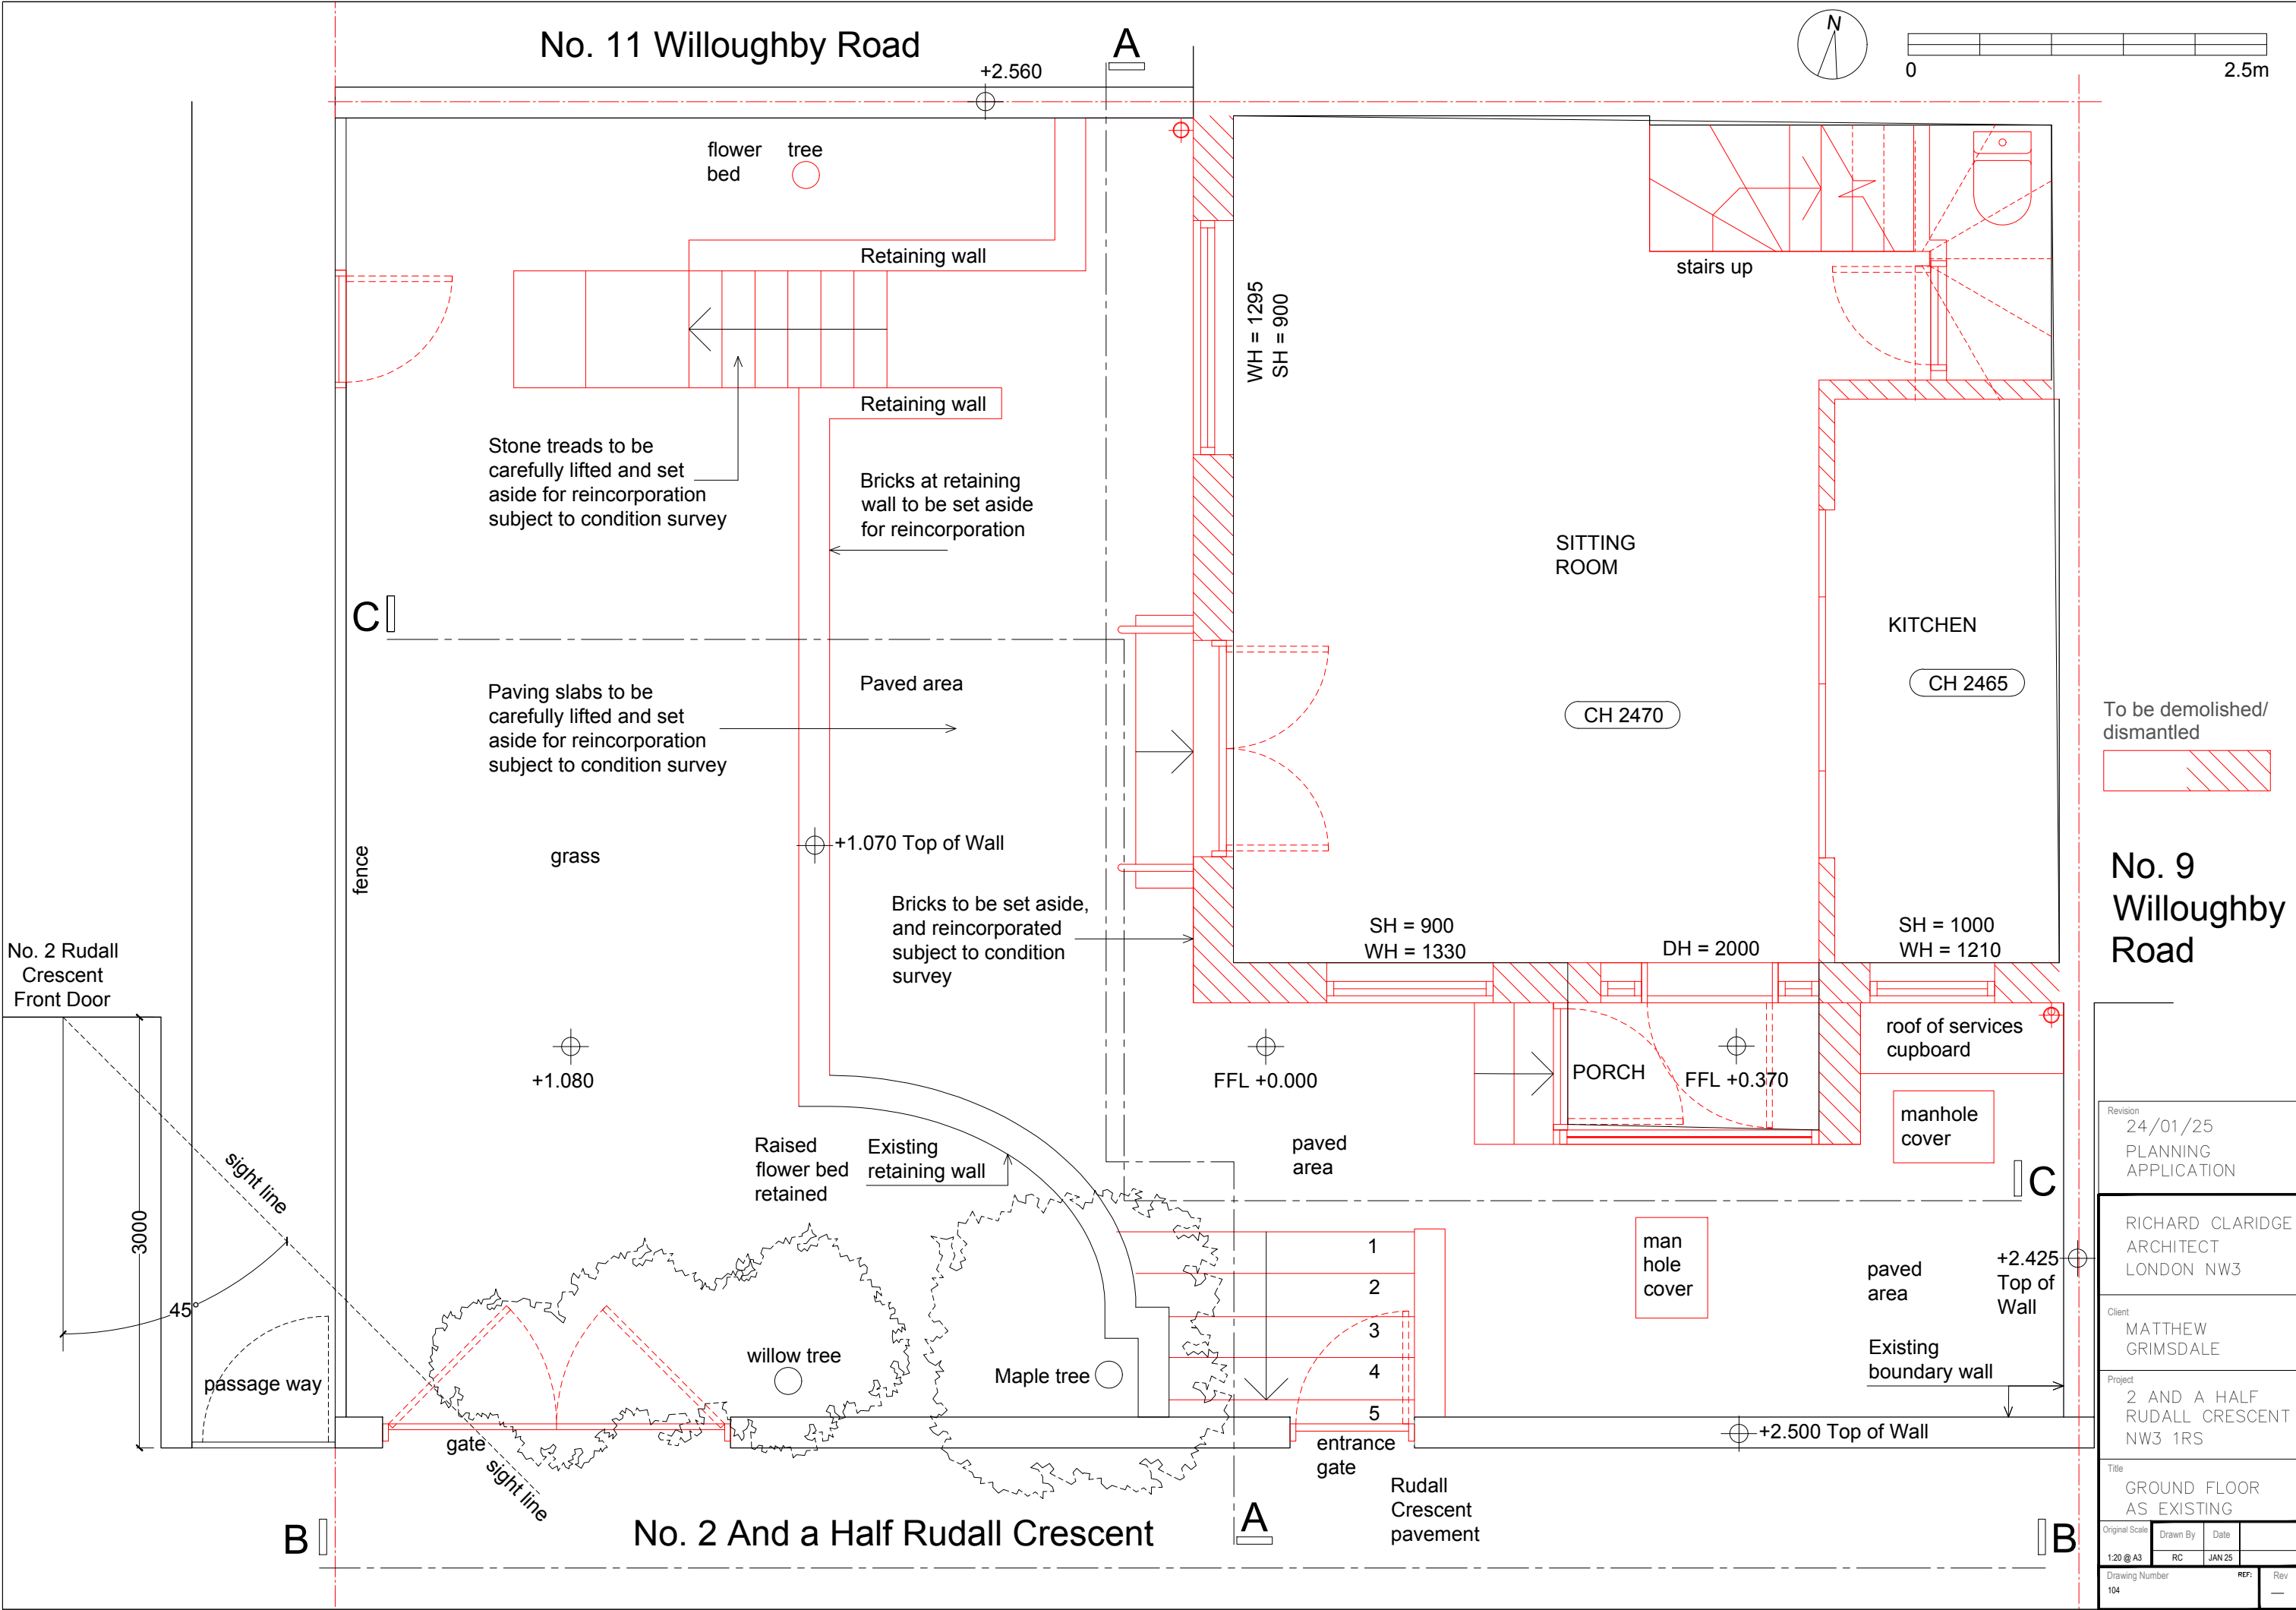 No. 11 Willoughby Road
A
+2.560
N
0
2.5m
flower
bed
tree
Retaining wall
stairs up
WH = 1295
SH = 900
Retaining wall
Stone treads to be
carefully lifted and set
aside for reincorporation
subject to condition survey
Bricks at retaining
wall to be set aside
for reincorporation
SITTING
ROOM
KITCHEN
CH 2465
CH 2470
C
Paving slabs to be
carefully lifted and set
aside for reincorporation
subject to condition survey
Paved area
To be demolished/
dismantled
+1.070 Top of Wall
grass
fence
No. 9
Willoughby
Road
Bricks to be set aside,
and reincorporated
subject to condition
survey
SH = 900
WH = 1330
DH = 2000
SH = 1000
WH = 1210
No. 2 Rudall
Crescent
Front Door
+1.080
FFL +0.000
PORCH
FFL +0.370
roof of services
cupboard
manhole
cover
Raised
flower bed
retained
Existing
retaining wall
paved
area
C
sight line
3000
45°
passage way
1
2
3
4
5
man
hole
cover
paved
area
+2.425
Top of
Wall
Existing
boundary wall
willow tree
Maple tree
gate
sight line
entrance
gate
+2.500 Top of Wall
Rudall
Crescent
pavement
B
No. 2 And a Half Rudall Crescent
A
B
Revision
24/01/25
PLANNING
APPLICATION
RICHARD CLARIDGE
ARCHITECT
LONDON NW3
Client
MATTHEW
GRIMSDALE
Project
2 AND A HALF
RUDALL CRESCENT
NW3 1RS
Title
GROUND FLOOR
AS EXISTING
Original Scale
1:20 @ A3
Drawn By
RC
Date
JAN 25
Drawing Number
104
REF:
Rev
—